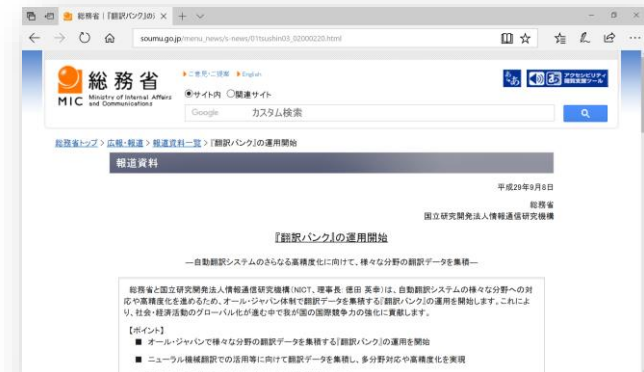 総務省 | 『翻訳バンク』の
soumu.go.jp/menu_news/s-news/01tsushin03_02000220.html
総務省
MIC Ministry of Internal Affairs and Communications
ご意見・ご提案 English
サイト内 関連サイト
Google カスタム検索
あ
アクセシビリティ
閲覧支援ツール
総務省トップ > 広報・報道 > 報道資料一覧 > 『翻訳バンク』の運用開始
報道資料
平成29年9月8日
総務省
国立研究開発法人情報通信研究機構
『翻訳バンク』の運用開始
―自動翻訳システムのさらなる高精度化に向けて、様々な分野の翻訳データを集積―
総務省と国立研究開発法人情報通信研究機構(NICT、理事長:徳田 英幸)は、自動翻訳システムの様々な分野への対
応や高精度化を進めるため、オール・ジャパン体制で翻訳データを集積する『翻訳バンク』の運用を開始します。これによ
り、社会・経済活動のグローバル化が進む中で我が国の国際競争力の強化に貢献します。
【ポイント】
■ オール・ジャパンで様々な分野の翻訳データを集積する『翻訳バンク』の運用を開始
■ ニューラル機械翻訳での活用等に向けて翻訳データを集積し、多分野対応や高精度化を実現